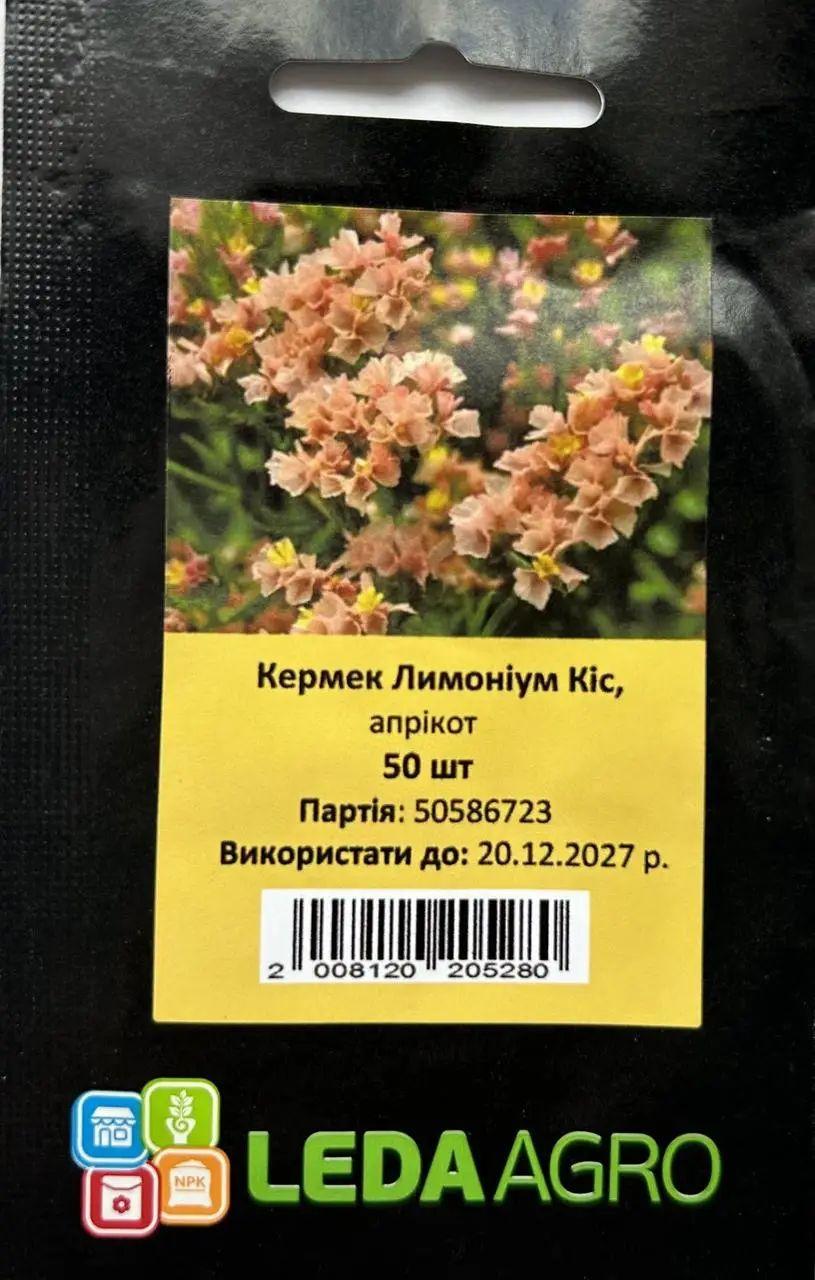 Кермек Лимоніум Кіс,
апрікот
50 шт
Партія: 50586723
Використати до: 20.12.2027 р.
2 008120 205280
NPK
LEDA AGRO